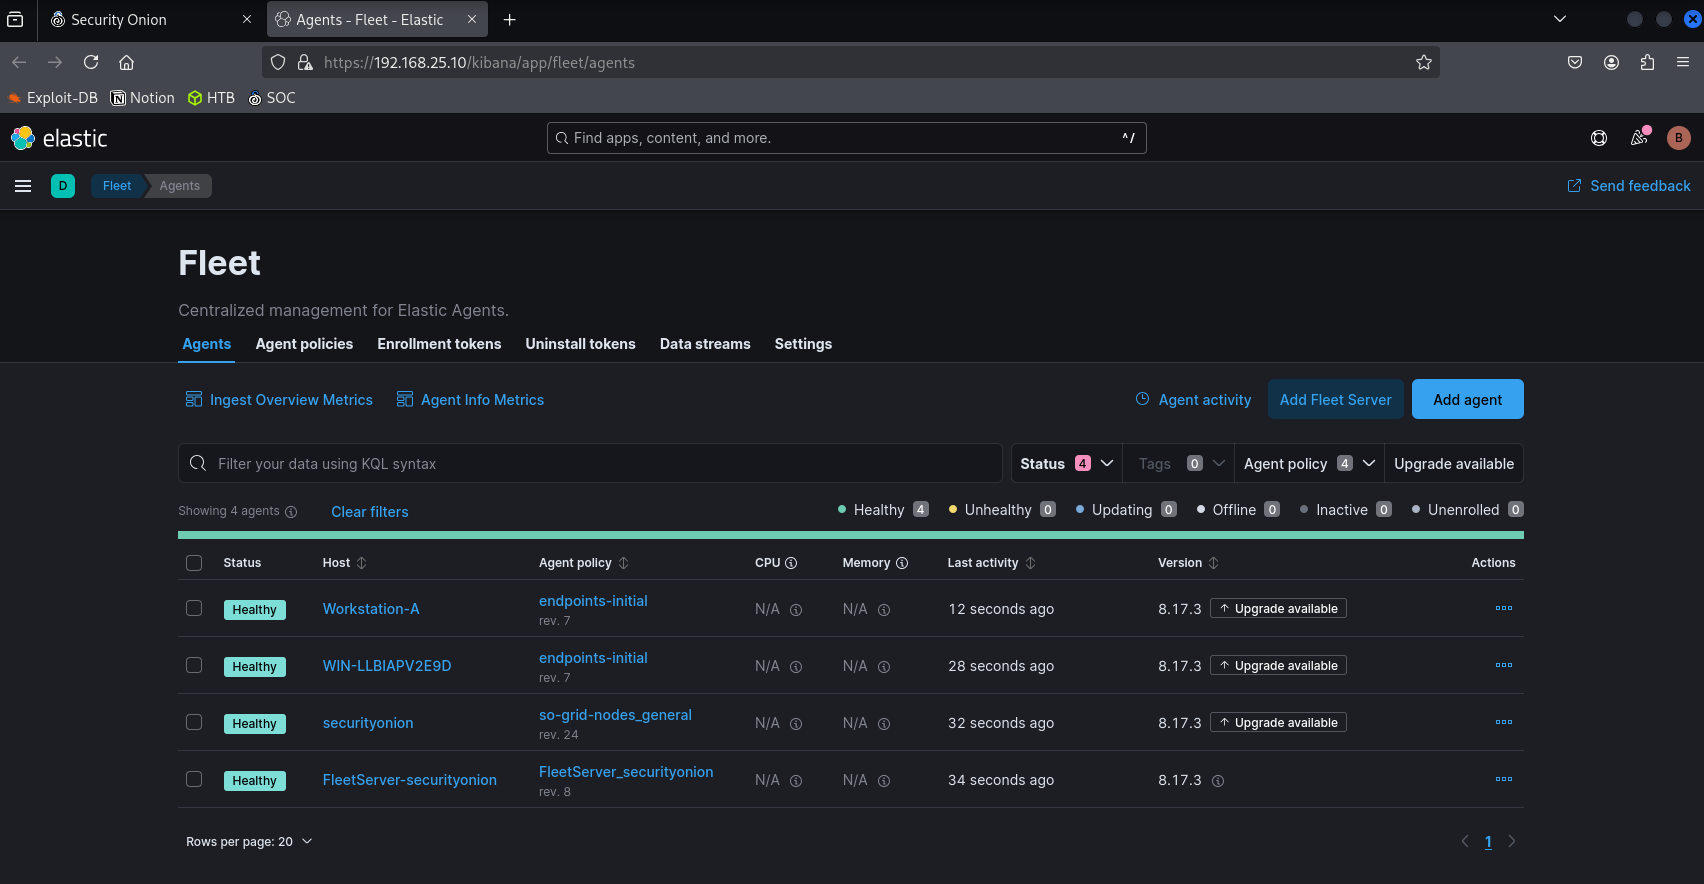 Security Onion
Agents - Fleet - Elastic
https://192.168.25.10/kibana/app/fleet/agents
Exploit-DB Notion HTB SOC
elastic
Find apps, content, and more.
^/
B
D
Fleet Agents
Send feedback
Fleet
Centralized management for Elastic Agents.
Agents Agent policies Enrollment tokens Uninstall tokens Data streams Settings
Ingest Overview Metrics Agent Info Metrics Agent activity Add Fleet Server Add agent
Filter your data using KQL syntax Status 4 Tags 0 Agent policy 4 Upgrade available
Showing 4 agents Clear filters Healthy 4 Unhealthy 0 Updating 0 Offline 0 Inactive 0 Unenrolled 0
Status Host Agent policy CPU Memory Last activity Version Actions
Healthy Workstation-A endpoints-initial N/A N/A 12 seconds ago 8.17.3 Upgrade available
rev. 7
Healthy WIN-LLBIAPV2E9D endpoints-initial N/A N/A 28 seconds ago 8.17.3 Upgrade available
rev. 7
Healthy securityonion so-grid-nodes_general N/A N/A 32 seconds ago 8.17.3 Upgrade available
rev. 24
Healthy FleetServer-securityonion FleetServer_securityonion N/A N/A 34 seconds ago 8.17.3
rev. 8
Rows per page: 20 1